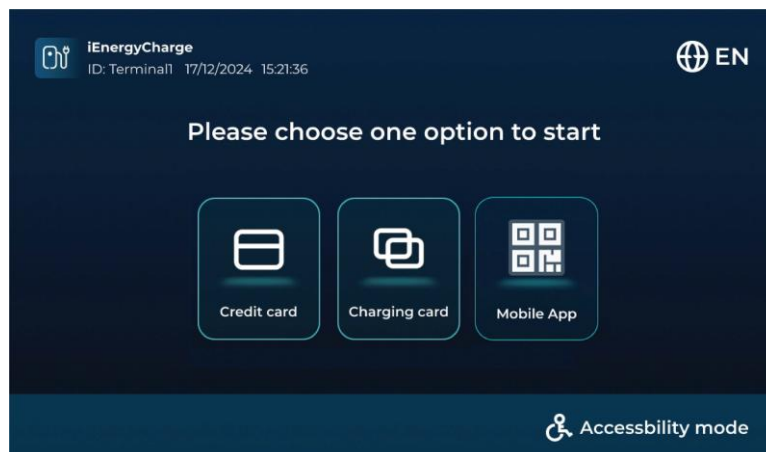 iEnergyCharge
ID: Terminal1 17/12/2024 15:21:36
EN
Please choose one option to start
Credit card
Charging card
Mobile App
Accessbility mode